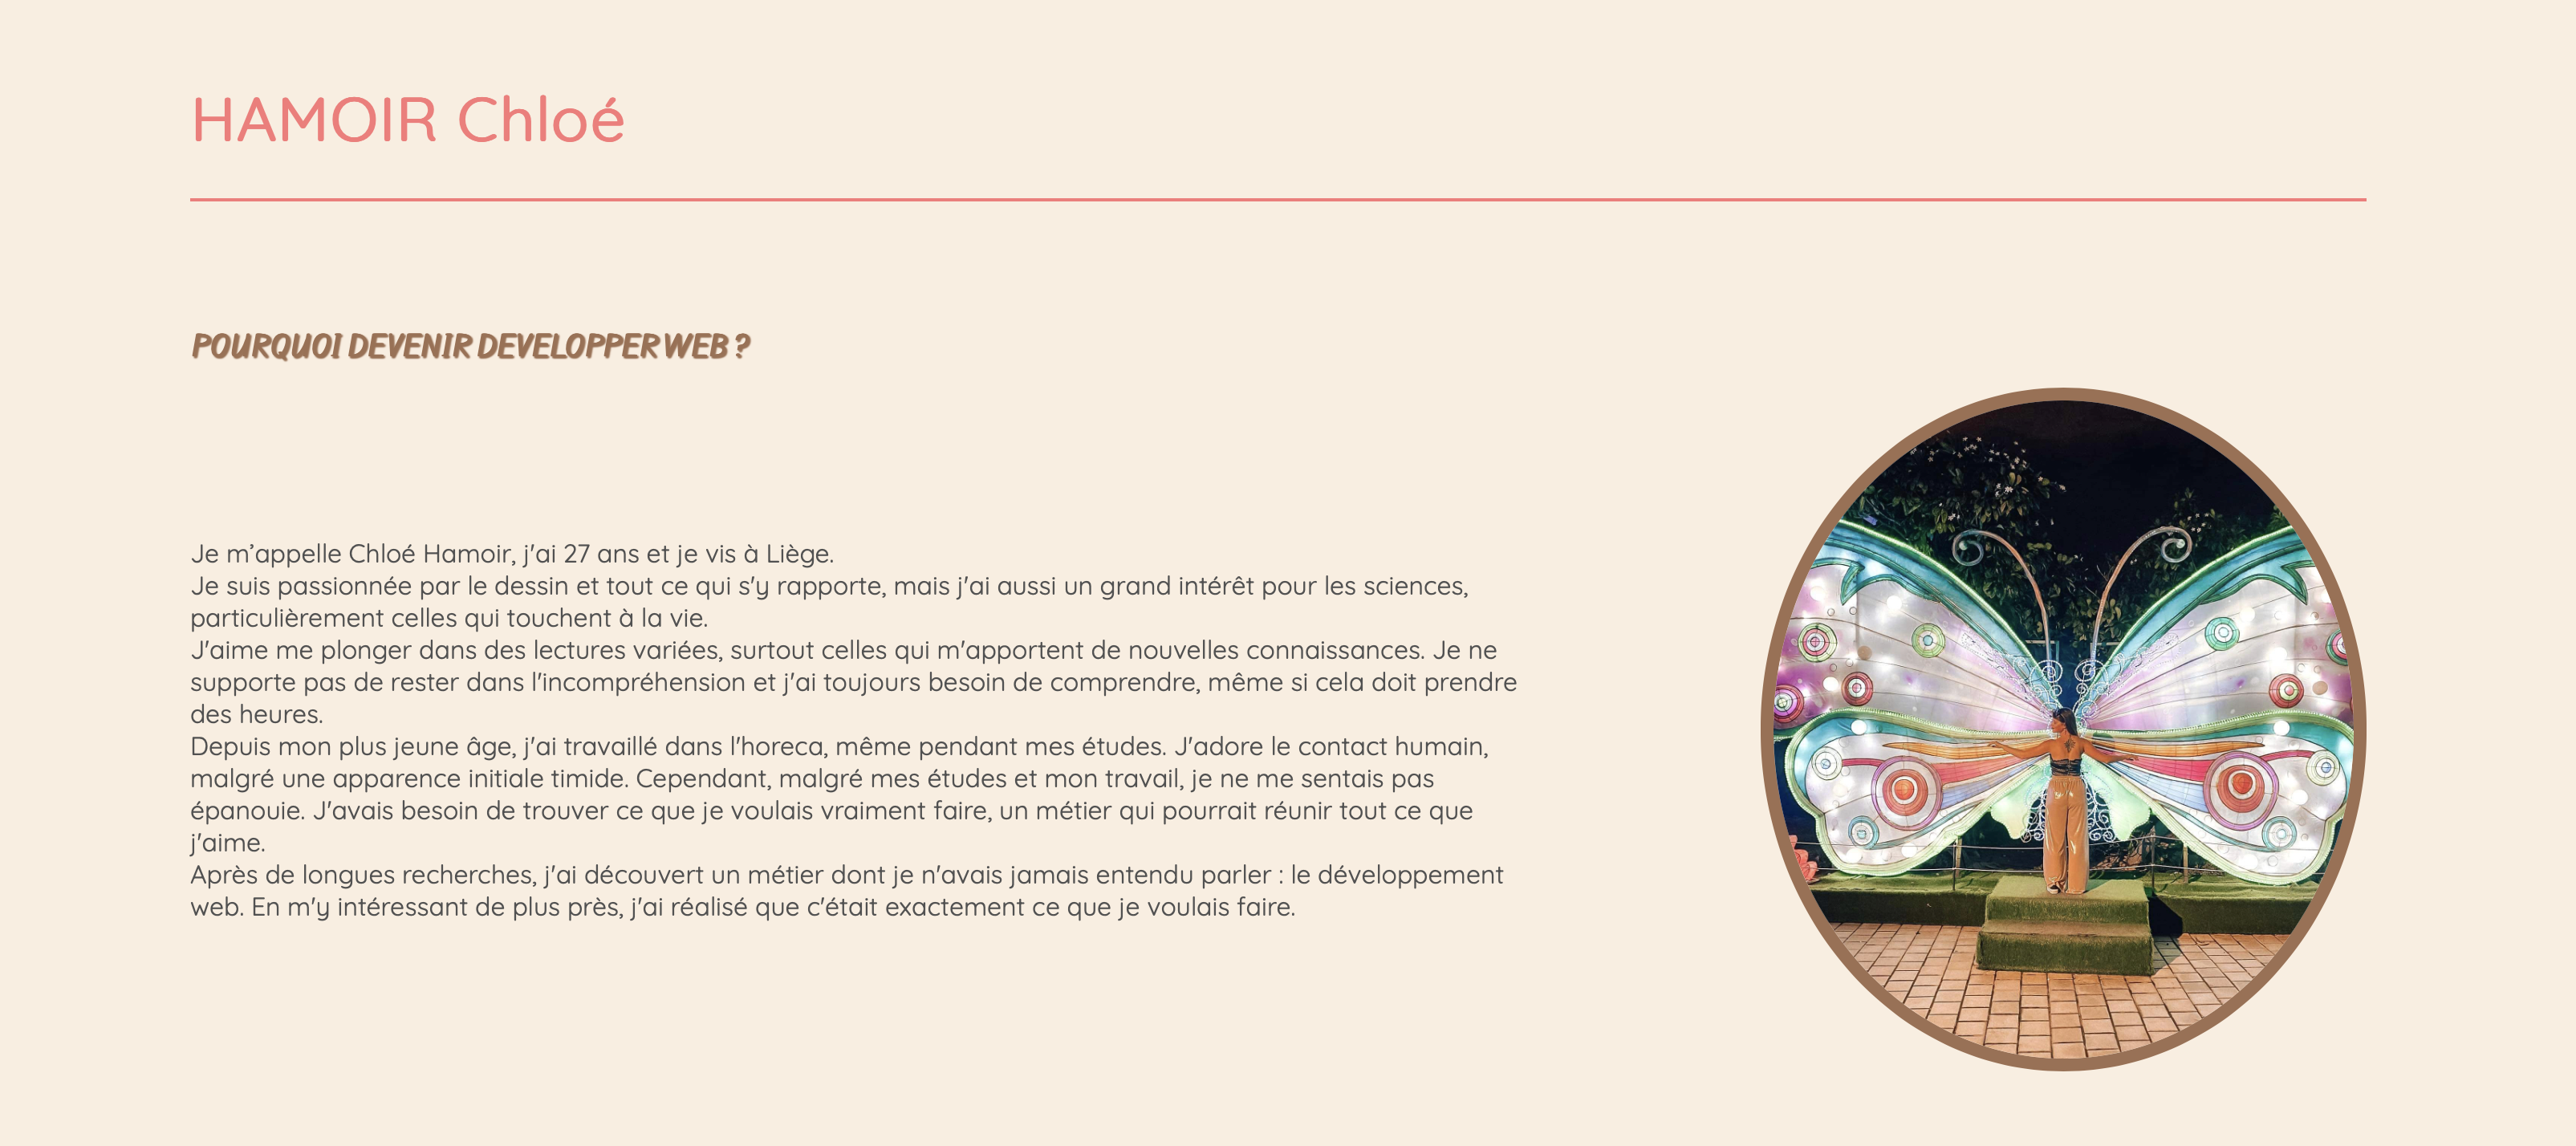 HAMOIR Chloé
POURQUOI DEVENIR DEVELOPPER WEB ?
Je m’appelle Chloé Hamoir, j'ai 27 ans et je vis à Liège.
Je suis passionnée par le dessin et tout ce qui s'y rapporte, mais j'ai aussi un grand intérêt pour les sciences,
particulièrement celles qui touchent à la vie.
J'aime me plonger dans des lectures variées, surtout celles qui m'apportent de nouvelles connaissances. Je ne
supporte pas de rester dans l'incompréhension et j'ai toujours besoin de comprendre, même si cela doit prendre
des heures.
Depuis mon plus jeune âge, j'ai travaillé dans l'horeca, même pendant mes études. J'adore le contact humain,
malgré une apparence initiale timide. Cependant, malgré mes études et mon travail, je ne me sentais pas
épanouie. J'avais besoin de trouver ce que je voulais vraiment faire, un métier qui pourrait réunir tout ce que
j'aime.
Après de longues recherches, j'ai découvert un métier dont je n'avais jamais entendu parler : le développement
web. En m'y intéressant de plus près, j'ai réalisé que c'était exactement ce que je voulais faire.